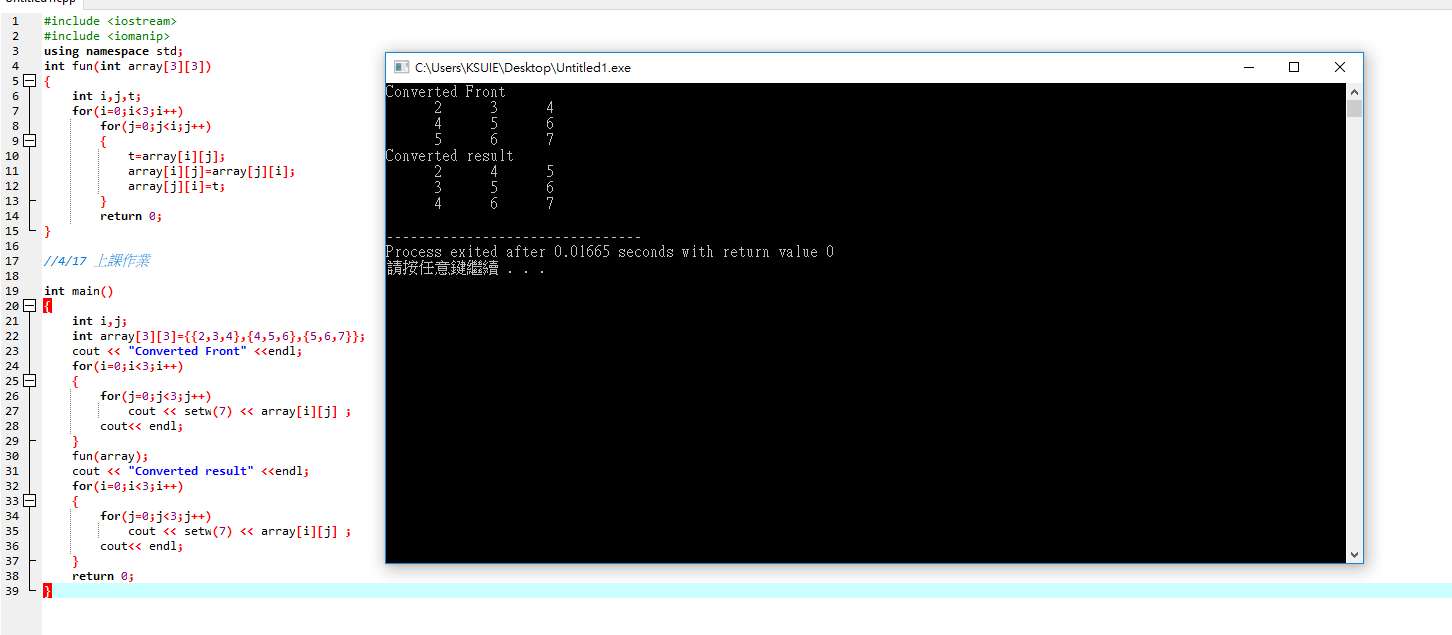 1 #include <iostream>
2 #include <iomanip>
3 using namespace std;
4 int fun(int array[3][3])
5 {
6 int i,j,t;
7 for(i=0;i<3;i++)
8 for(j=0;j<i;j++)
9 {
10 t=array[i][j];
11 array[i][j]=array[j][i];
12 array[j][i]=t;
13 }
14 return 0;
15 }
16
17 //4/17 上課作業
18
19 int main()
20 {
21 int i,j;
22 int array[3][3]={{2,3,4},{4,5,6},{5,6,7}};
23 cout << "Converted Front" <<endl;
24 for(i=0;i<3;i++)
25 {
26 for(j=0;j<3;j++)
27 cout << setw(7) << array[i][j] ;
28 cout<< endl;
29 }
30 fun(array);
31 cout << "Converted result" <<endl;
32 for(i=0;i<3;i++)
33 {
34 for(j=0;j<3;j++)
35 cout << setw(7) << array[i][j] ;
36 cout<< endl;
37 }
38 return 0;
39 }
C:\Users\KSUIE\Desktop\Untitled1.exe
Converted Front
2 3 4
4 5 6
5 6 7
Converted result
2 4 5
3 5 6
4 6 7
--------------------------------
Process exited after 0.01665 seconds with return value 0
請按任意鍵繼續 . . .